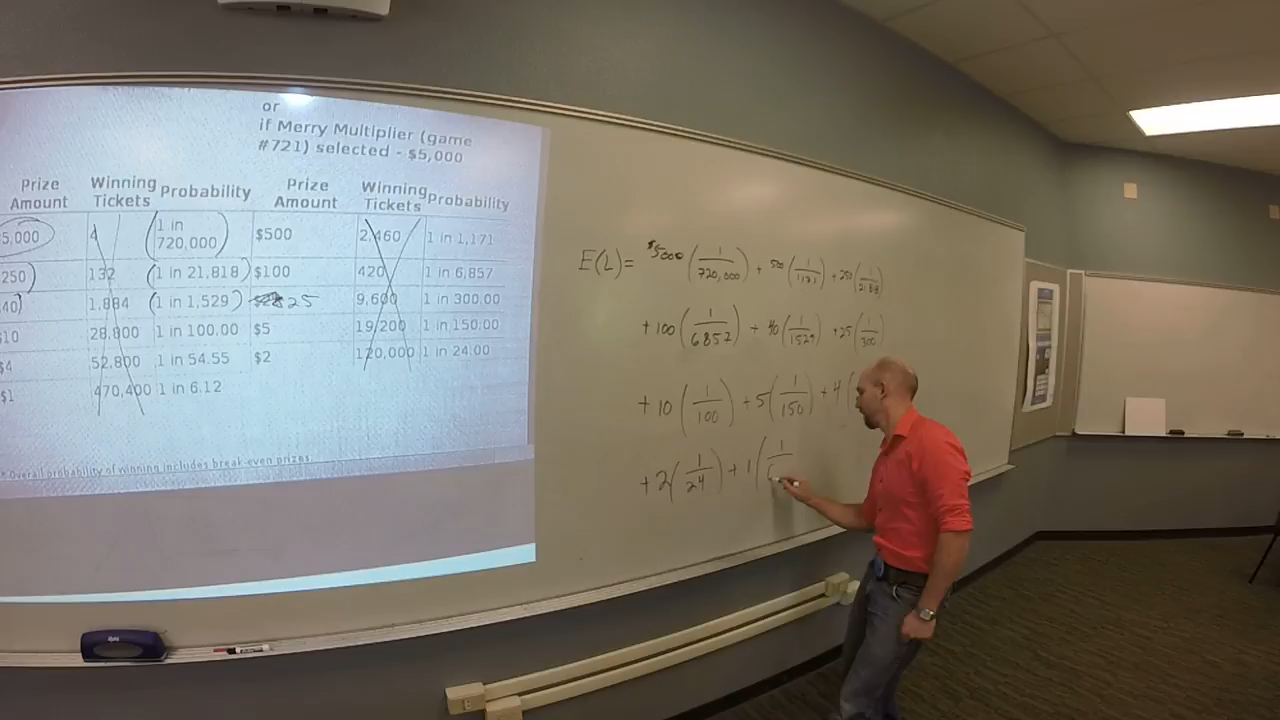 or
if Merry Multiplier (game
#721) selected - $5,000
Prize Amount Winning Tickets Probability Prize Amount Winning Tickets Probability
5,000 4 1 in 720,000 $500 2,460 1 in 1,171
250 132 1 in 21,818 $100 420 1 in 6,857
40 1,884 1 in 1,529 25 9,600 1 in 300.00
$10 28,800 1 in 100.00 $5 19,200 1 in 150.00
$4 52,800 1 in 54.55 $2 120,000 1 in 24.00
$1 470,400 1 in 6.12
* Overall probability of winning includes break-even prizes.
E(L) = $5000 (1/720,000) + 500 (1/1171) + 250 (1/21818)
+ 100 (1/6857) + 40 (1/1529) + 25 (1/300)
+ 10 (1/100) + 5 (1/150) + 4 (
+ 2 (1/24) + 1 (1/